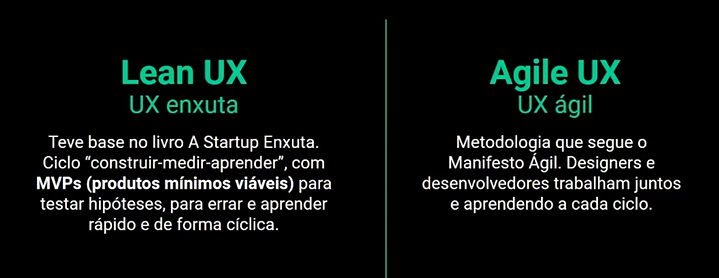 Lean UX
UX enxuta
Teve base no livro A Startup Enxuta.
Ciclo “construir-medir-aprender”, com
MVPs (produtos mínimos viáveis) para
testar hipóteses, para errar e aprender
rápido e de forma cíclica.
Agile UX
UX ágil
Metodologia que segue o
Manifesto Ágil. Designers e
desenvolvedores trabalham juntos
e aprendendo a cada ciclo.